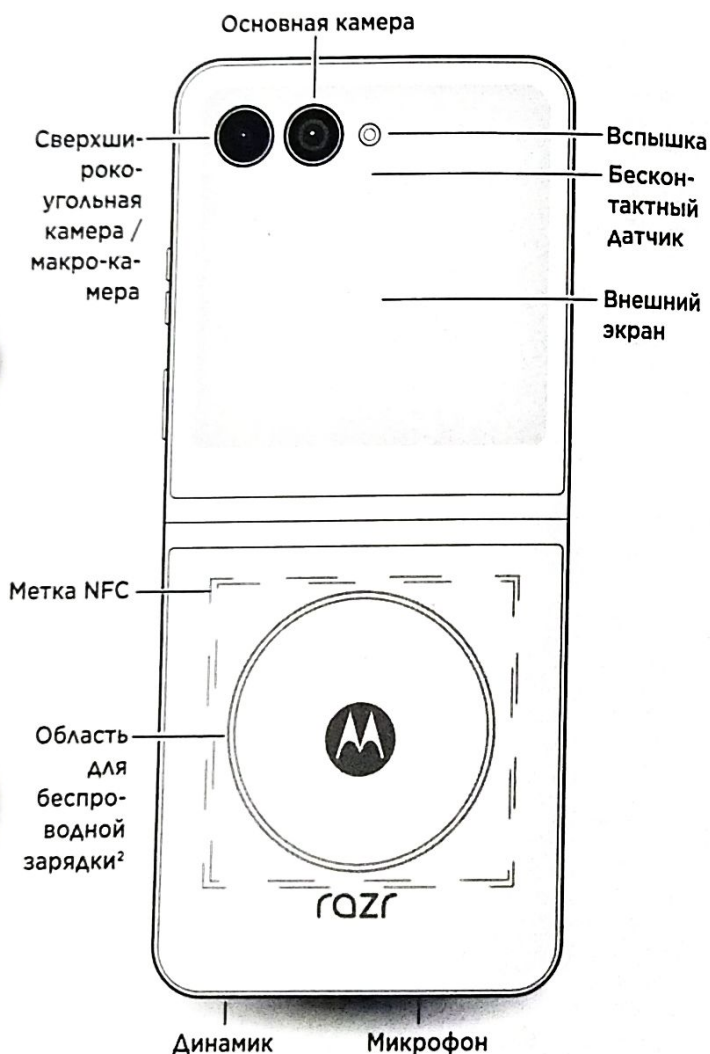 Основная камера
Сверхши-
роко-
угольная
камера /
макро-ка-
мера
Вспышка
Бескон-
тактный
датчик
Внешний
экран
Метка NFC
Область
для
беспро-
водной
зарядки²
razr
Динамик
Микрофон